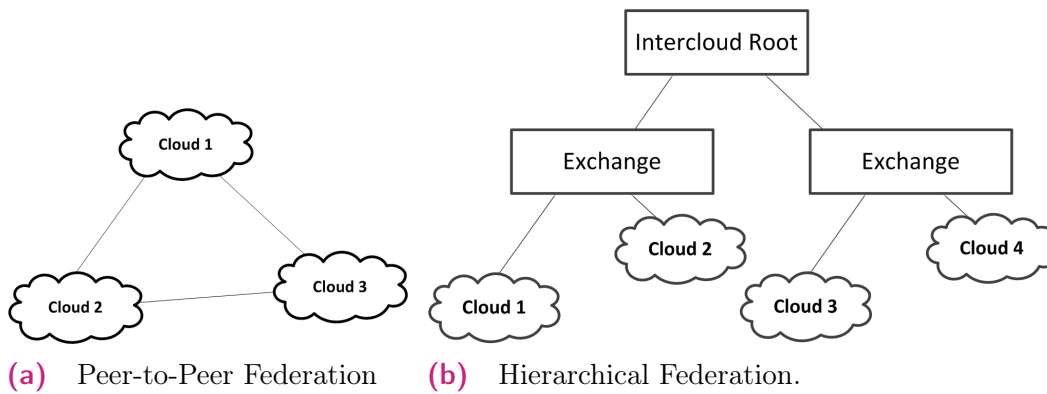 Cloud 1
Cloud 2
Cloud 3
(a) Peer-to-Peer Federation
Intercloud Root
Exchange
Exchange
Cloud 2
Cloud 4
Cloud 1
Cloud 3
(b) Hierarchical Federation.